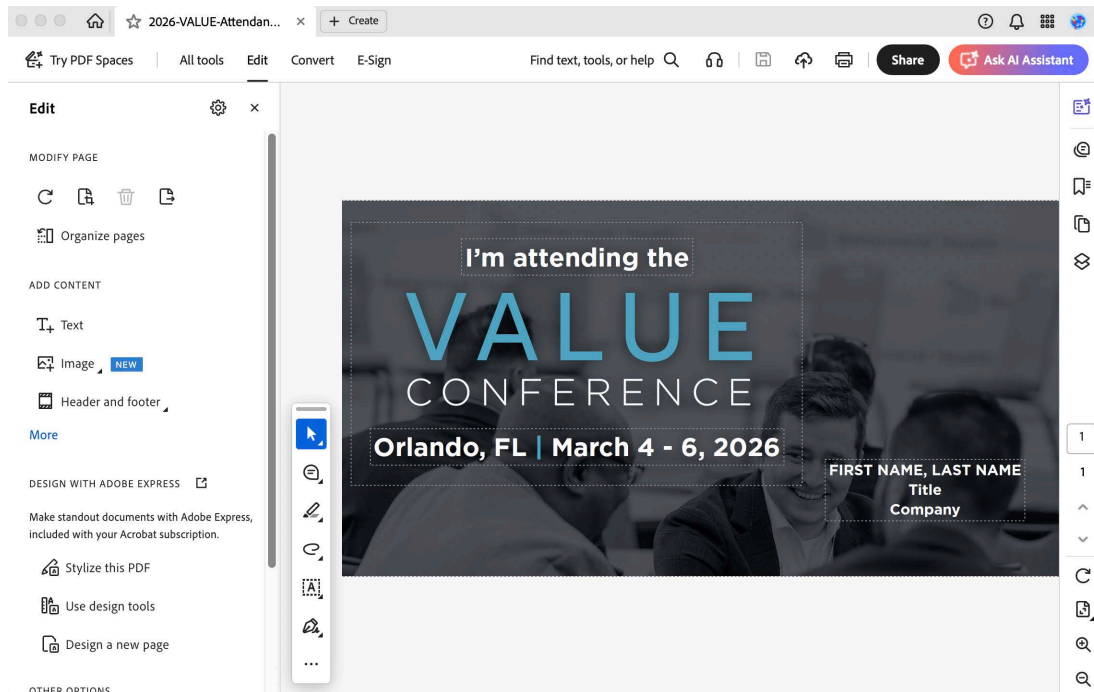 2026-VALUE-Attendan...
+ Create
Try PDF Spaces
All tools
Edit
Convert
E-Sign
Find text, tools, or help
Share
Ask AI Assistant
Edit
MODIFY PAGE
Organize pages
ADD CONTENT
Text
Image NEW
Header and footer
More
DESIGN WITH ADOBE EXPRESS
Make standout documents with Adobe Express,
included with your Acrobat subscription.
Stylize this PDF
Use design tools
Design a new page
OTHER OPTIONS
I'm attending the
VALUE
CONFERENCE
Orlando, FL | March 4 - 6, 2026
FIRST NAME, LAST NAME
Title
Company
1
1